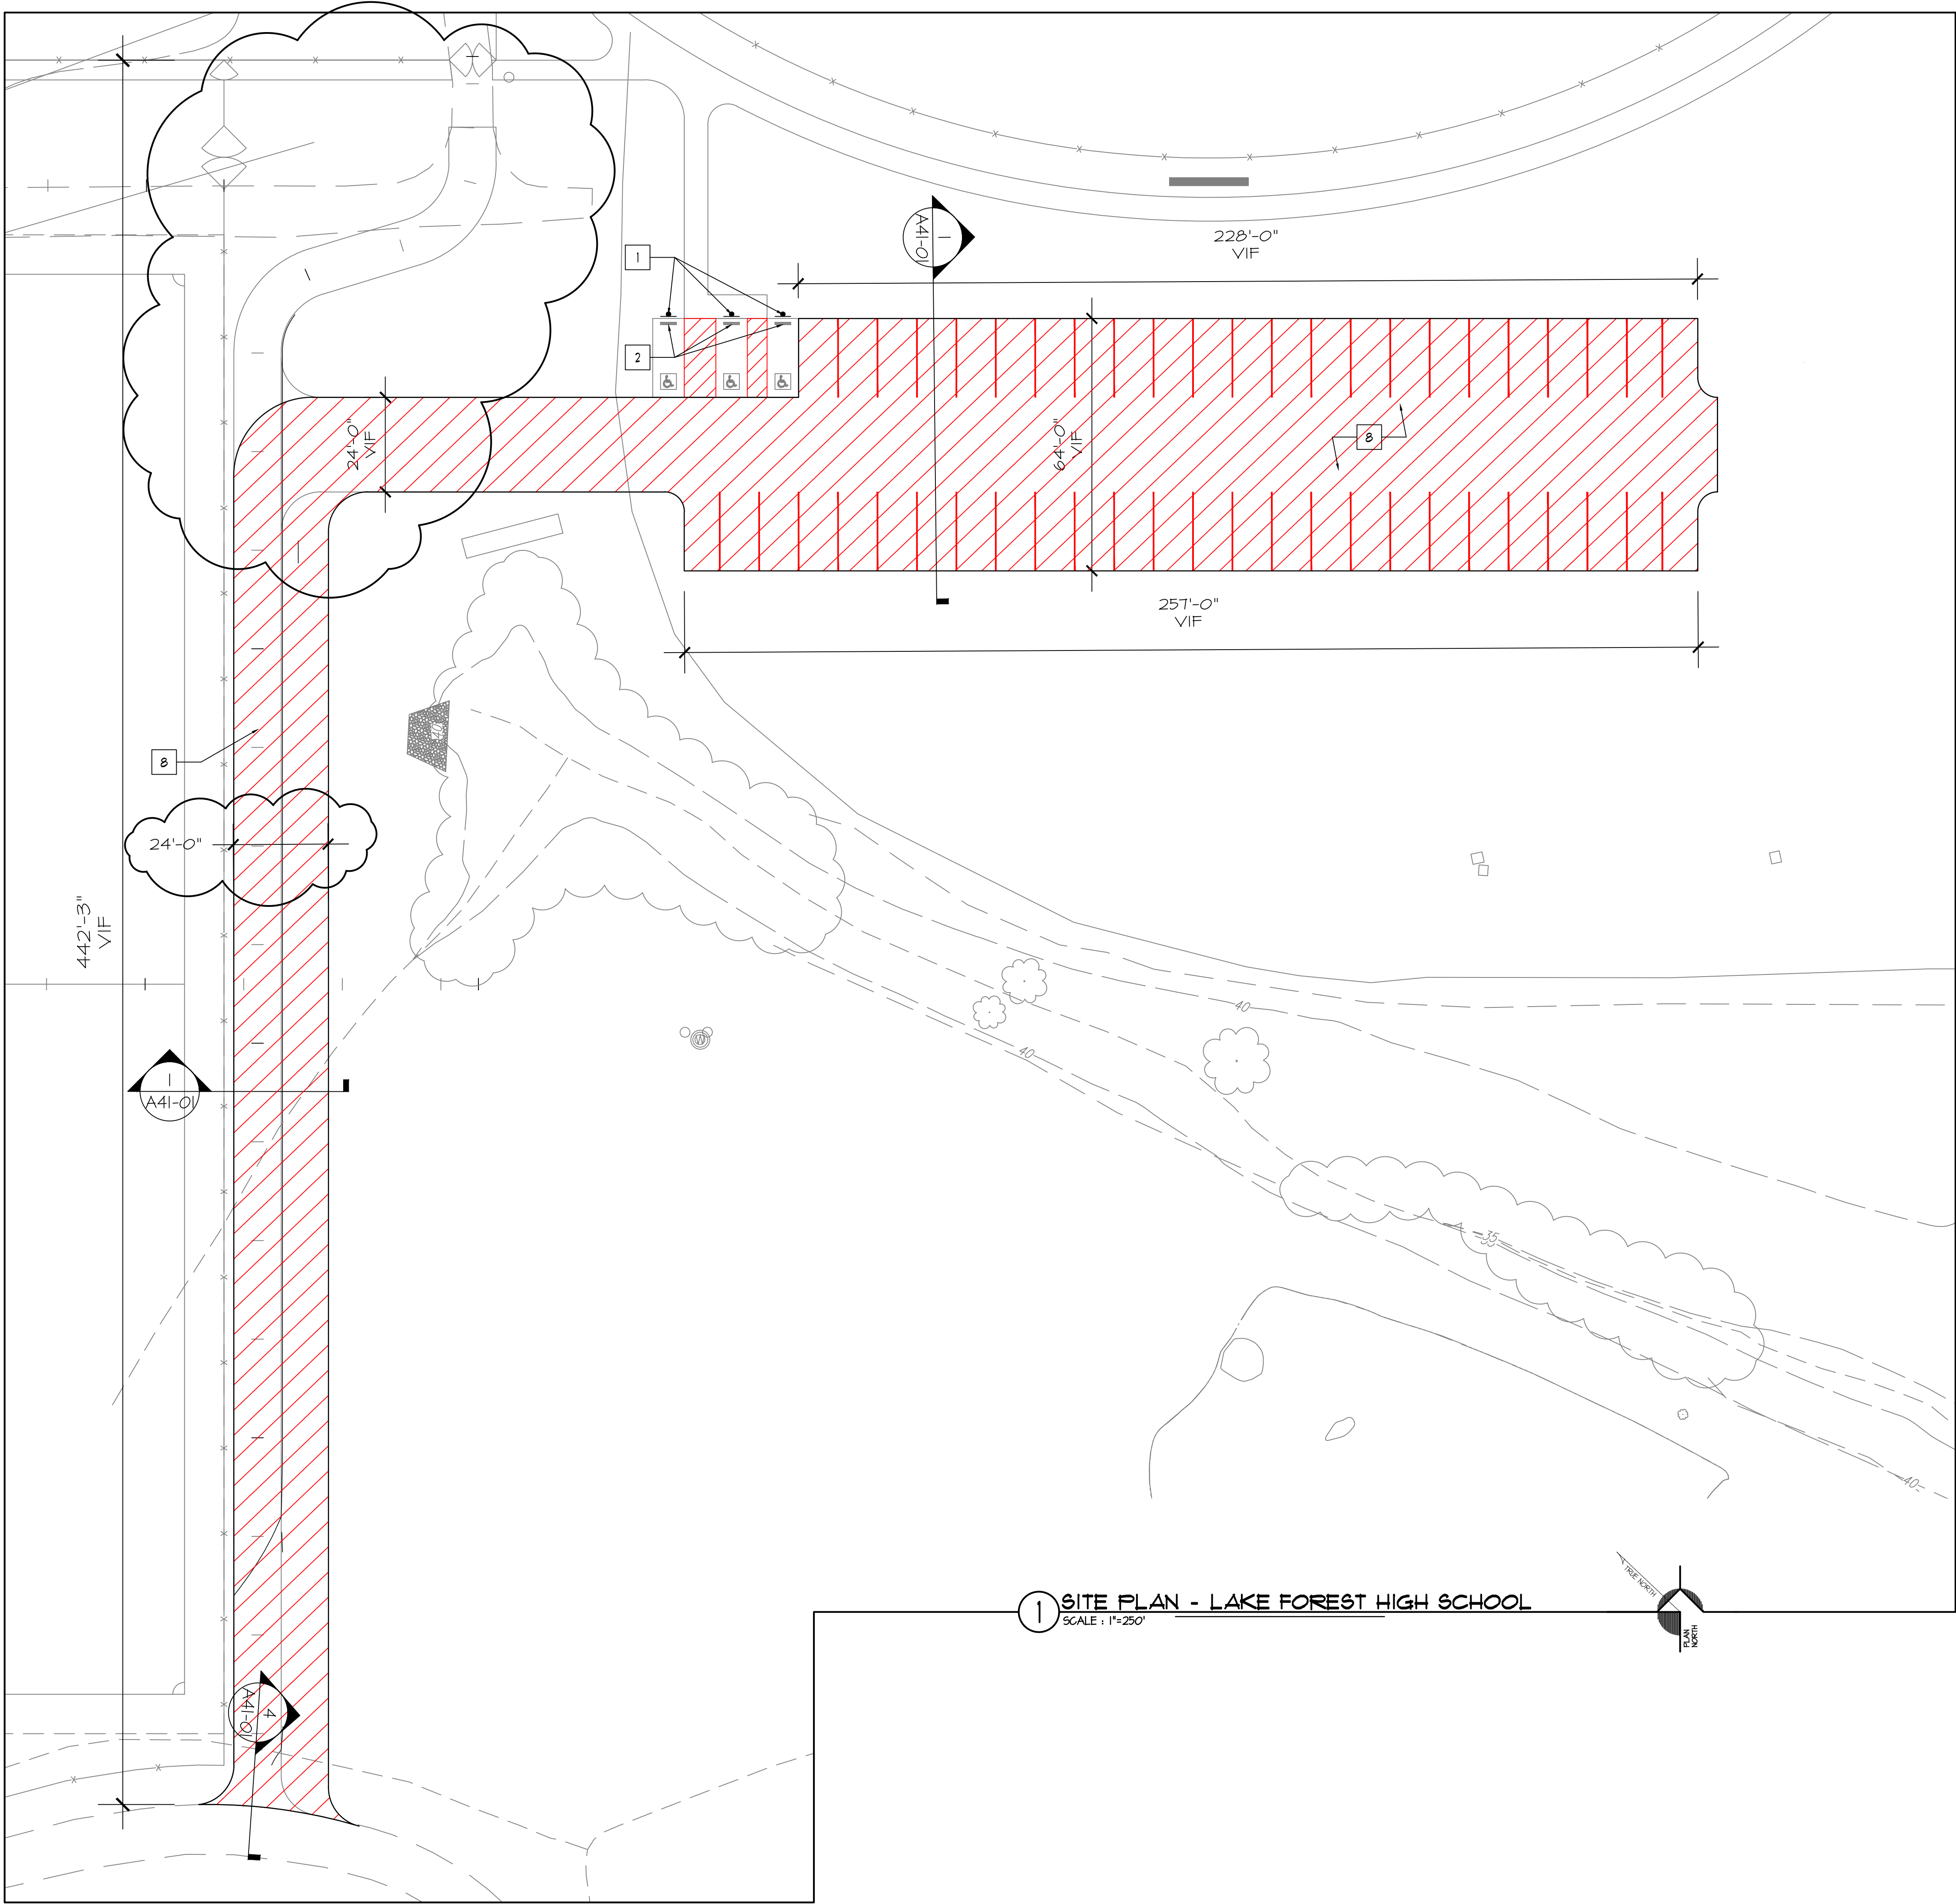 1
A41-01
228'-0"
VIF
1
2
24'-0"
VIF
64'-0"
VIF
8
257'-0"
VIF
40
8
24'-0"
442'-3"
VIF
40
40
W
1
A41-01
35
40
4
A41-01
1
SITE PLAN - LAKE FOREST HIGH SCHOOL
SCALE : 1"=250'
TRUE NORTH
PLAN
NORTH